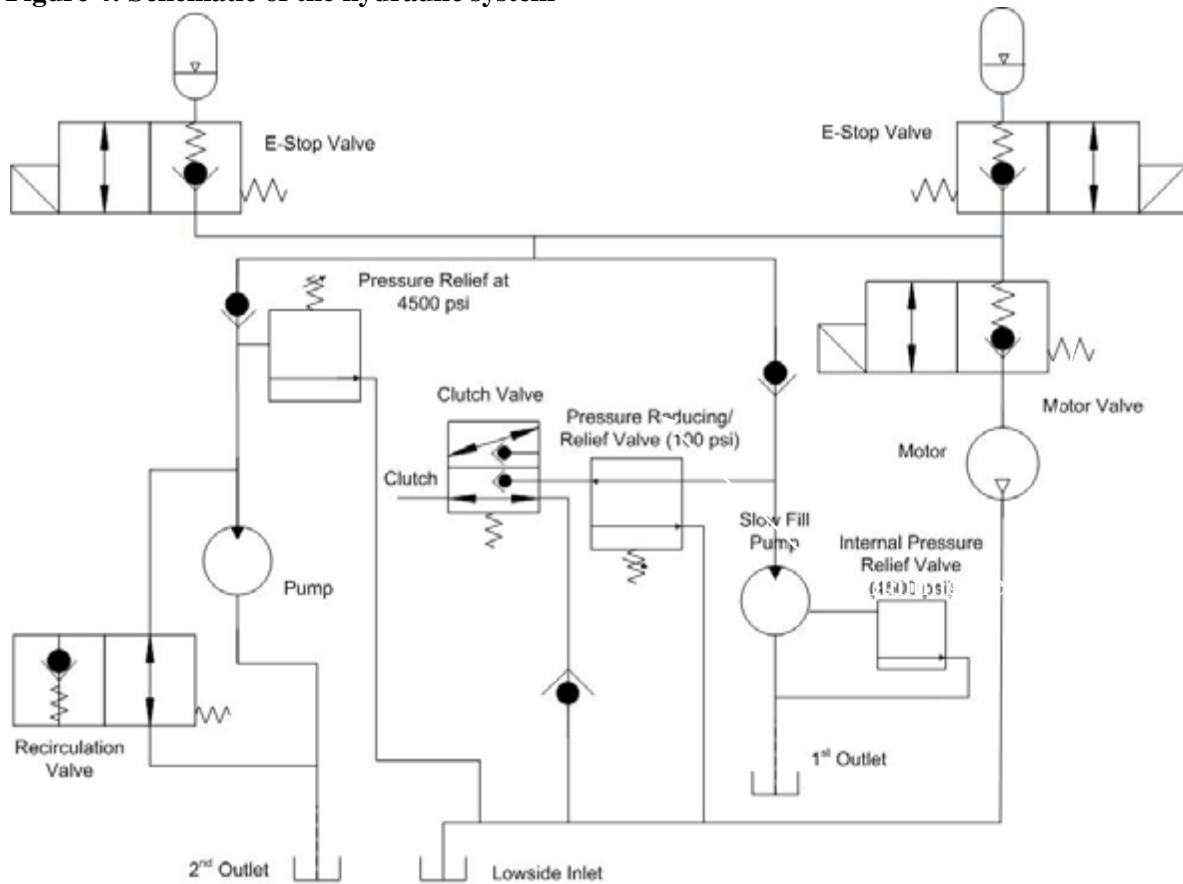 Figure 4: Schematic of the hydraulic system
E-Stop Valve
E-Stop Valve
Pressure Relief at
4500 psi
Clutch Valve
Pressure Reducing/
Relief Valve (100 psi)
Motor Valve
Motor
Clutch
Slow Fill
Pump
Internal Pressure
Relief Valve
Pump
Recirculation
Valve
1st Outlet
2nd Outlet
Lowside Inlet